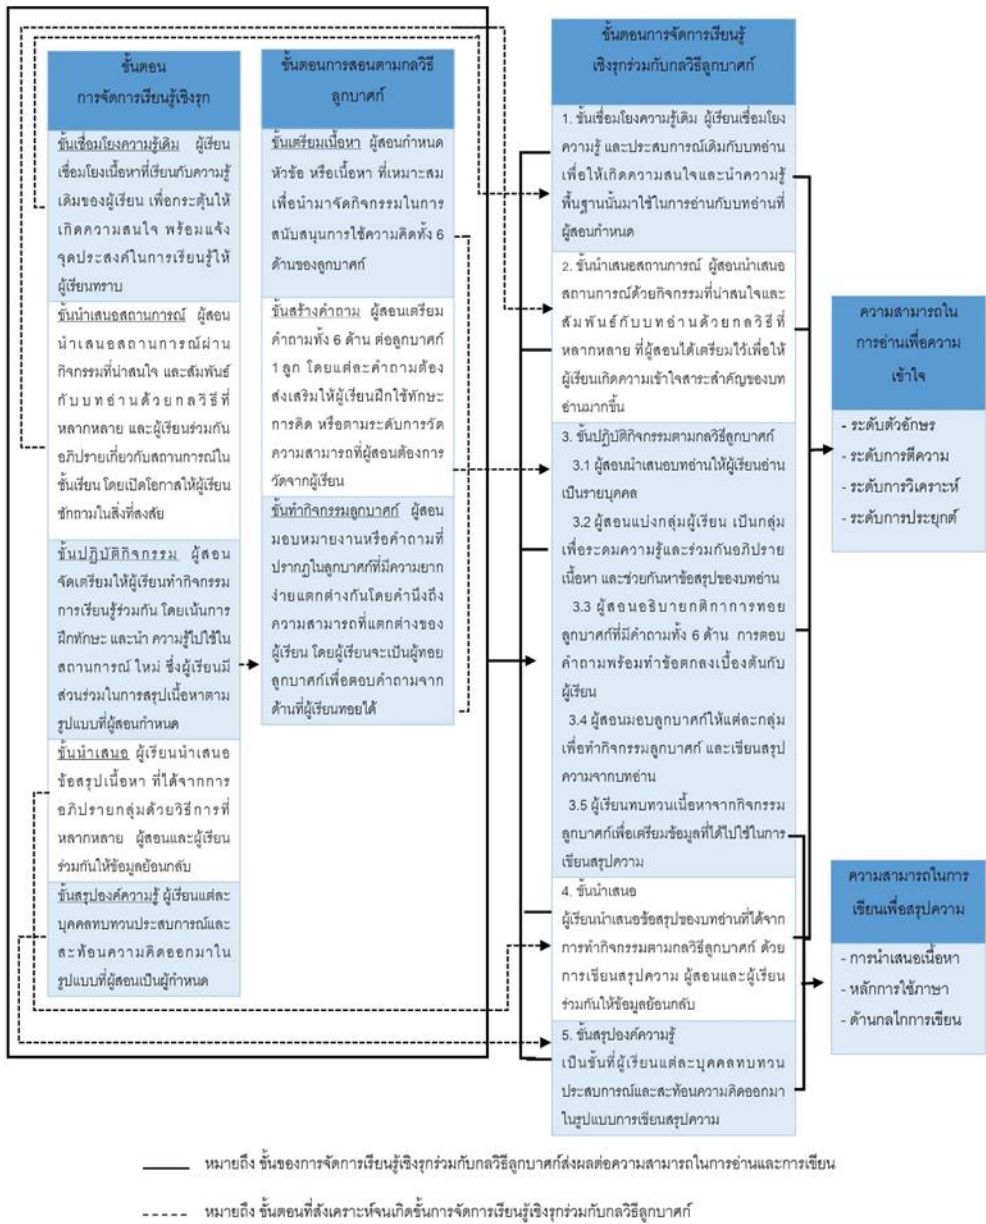 ขั้นตอน
การจัดการเรียนรู้เชิงรุก
ขั้นเชื่อมโยงความรู้เดิม ผู้เรียน
เชื่อมโยงเนื้อหาที่เรียนกับความรู้
เดิมของผู้เรียน เพื่อกระตุ้นให้
เกิดความสนใจ พร้อมแจ้ง
จุดประสงค์ในการเรียนรู้ให้
ผู้เรียนทราบ
ขั้นนำเสนอสถานการณ์ ผู้สอน
นำเสนอสถานการณ์ผ่าน
กิจกรรมที่น่าสนใจ และสัมพันธ์
กับบทอ่านด้วยกลวิธีที่
หลากหลาย และผู้เรียนร่วมกัน
อภิปรายเกี่ยวกับสถานการณ์ใน
ชั้นเรียน โดยเปิดโอกาสให้ผู้เรียน
ซักถามในสิ่งที่สงสัย
ขั้นปฏิบัติกิจกรรม ผู้สอน
จัดเตรียมให้ผู้เรียนทำกิจกรรม
การเรียนรู้ร่วมกัน โดยเน้นการ
ฝึกทักษะ และนำ ความรู้ไปใช้ใน
สถานการณ์ ใหม่ ซึ่งผู้เรียนมี
ส่วนร่วมในการสรุปเนื้อหาตาม
รูปแบบที่ผู้สอนกำหนด
ขั้นนำเสนอ ผู้เรียนนำเสนอ
ข้อสรุปเนื้อหา ที่ได้จากการ
อภิปรายกลุ่มด้วยวิธีการที่
หลากหลาย ผู้สอนและผู้เรียน
ร่วมกันให้ข้อมูลย้อนกลับ
ขั้นสรุปองค์ความรู้ ผู้เรียนแต่ละ
บุคคลทบทวนประสบการณ์และ
สะท้อนความคิดออกมาใน
รูปแบบที่ผู้สอนเป็นผู้กำหนด
ขั้นตอนการสอนตามกลวิธี
ลูกบาศก์
ขั้นเตรียมเนื้อหา ผู้สอนกำหนด
หัวข้อ หรือเนื้อหา ที่เหมาะสม
เพื่อนำมาจัดกิจกรรมในการ
สนับสนุนการใช้ความคิดทั้ง 6
ด้านของลูกบาศก์
ขั้นสร้างคำถาม ผู้สอนเตรียม
คำถามทั้ง 6 ด้าน ต่อลูกบาศก์
1 ลูก โดยแต่ละคำถามต้อง
ส่งเสริมให้ผู้เรียนฝึกใช้ทักษะ
การคิด หรือตามระดับการวัด
ความสามารถที่ผู้สอนต้องการ
วัดจากผู้เรียน
ขั้นทำกิจกรรมลูกบาศก์ ผู้สอน
มอบหมายงานหรือคำถามที่
ปรากฏในลูกบาศก์ที่มีความยาก
ง่ายแตกต่างกันโดยคำนึงถึง
ความสามารถที่แตกต่างของ
ผู้เรียน โดยผู้เรียนจะเป็นผู้ทอย
ลูกบาศก์เพื่อตอบคำถามจาก
ด้านที่ผู้เรียนทอยได้
ขั้นตอนการจัดการเรียนรู้
เชิงรุกร่วมกับกลวิธีลูกบาศก์
1. ขั้นเชื่อมโยงความรู้เดิม ผู้เรียนเชื่อมโยง
ความรู้ และประสบการณ์เดิมกับบทอ่าน
เพื่อให้เกิดความสนใจและนำความรู้
พื้นฐานนั้นมาใช้ในการอ่านกับบทอ่านที่
ผู้สอนกำหนด
2. ขั้นนำเสนอสถานการณ์ ผู้สอนนำเสนอ
สถานการณ์ด้วยกิจกรรมที่น่าสนใจและ
สัมพันธ์กับบทอ่านด้วยกลวิธีที่
หลากหลาย ที่ผู้สอนได้เตรียมไว้เพื่อให้
ผู้เรียนเกิดความเข้าใจสาระสำคัญของบท
อ่านมากขึ้น
3. ขั้นปฏิบัติกิจกรรมตามกลวิธีลูกบาศก์
3.1 ผู้สอนนำเสนอบทอ่านให้ผู้เรียนอ่าน
เป็นรายบุคคล
3.2 ผู้สอนแบ่งกลุ่มผู้เรียน เป็นกลุ่ม
เพื่อระดมความรู้และร่วมกันอภิปราย
เนื้อหา และช่วยกันหาข้อสรุปของบทอ่าน
3.3 ผู้สอนอธิบายกติกาการทอย
ลูกบาศก์ที่มีคำถามทั้ง 6 ด้าน การตอบ
คำถามพร้อมทำข้อตกลงเบื้องต้นกับ
ผู้เรียน
3.4 ผู้สอนมอบลูกบาศก์ให้แต่ละกลุ่ม
เพื่อทำกิจกรรมลูกบาศก์ และเขียนสรุป
ความจากบทอ่าน
3.5 ผู้เรียนทบทวนเนื้อหาจากกิจกรรม
ลูกบาศก์เพื่อเตรียมข้อมูลที่ได้ไปใช้ในการ
เขียนสรุปความ
4. ขั้นนำเสนอ
ผู้เรียนนำเสนอข้อสรุปของบทอ่านที่ได้จาก
การทำกิจกรรมตามกลวิธีลูกบาศก์ ด้วย
การเขียนสรุปความ ผู้สอนและผู้เรียน
ร่วมกันให้ข้อมูลย้อนกลับ
5. ขั้นสรุปองค์ความรู้
เป็นขั้นที่ผู้เรียนแต่ละบุคคลทบทวน
ประสบการณ์และสะท้อนความคิดออกมา
ในรูปแบบการเขียนสรุปความ
ความสามารถใน
การอ่านเพื่อความ
เข้าใจ
- ระดับตัวอักษร
- ระดับการตีความ
- ระดับการวิเคราะห์
- ระดับการประยุกต์
ความสามารถในการ
เขียนเพื่อสรุปความ
- การนำเสนอเนื้อหา
- หลักการใช้ภาษา
- ด้านกลไกการเขียน
หมายถึง ขั้นของการจัดการเรียนรู้เชิงรุกร่วมกับกลวิธีลูกบาศก์ส่งผลต่อความสามารถในการอ่านและการเขียน
หมายถึง ขั้นตอนที่สังเคราะห์จนเกิดขั้นการจัดการเรียนรู้เชิงรุกร่วมกับกลวิธีลูกบาศก์